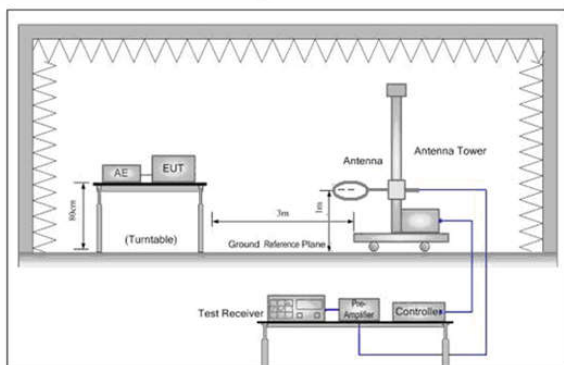 Antenna Tower
Antenna
EUT
AE
80cm
3m
1m
(Turntable)
Ground Reference Plane
Test Receiver
Pre-
Amplifier
Controller